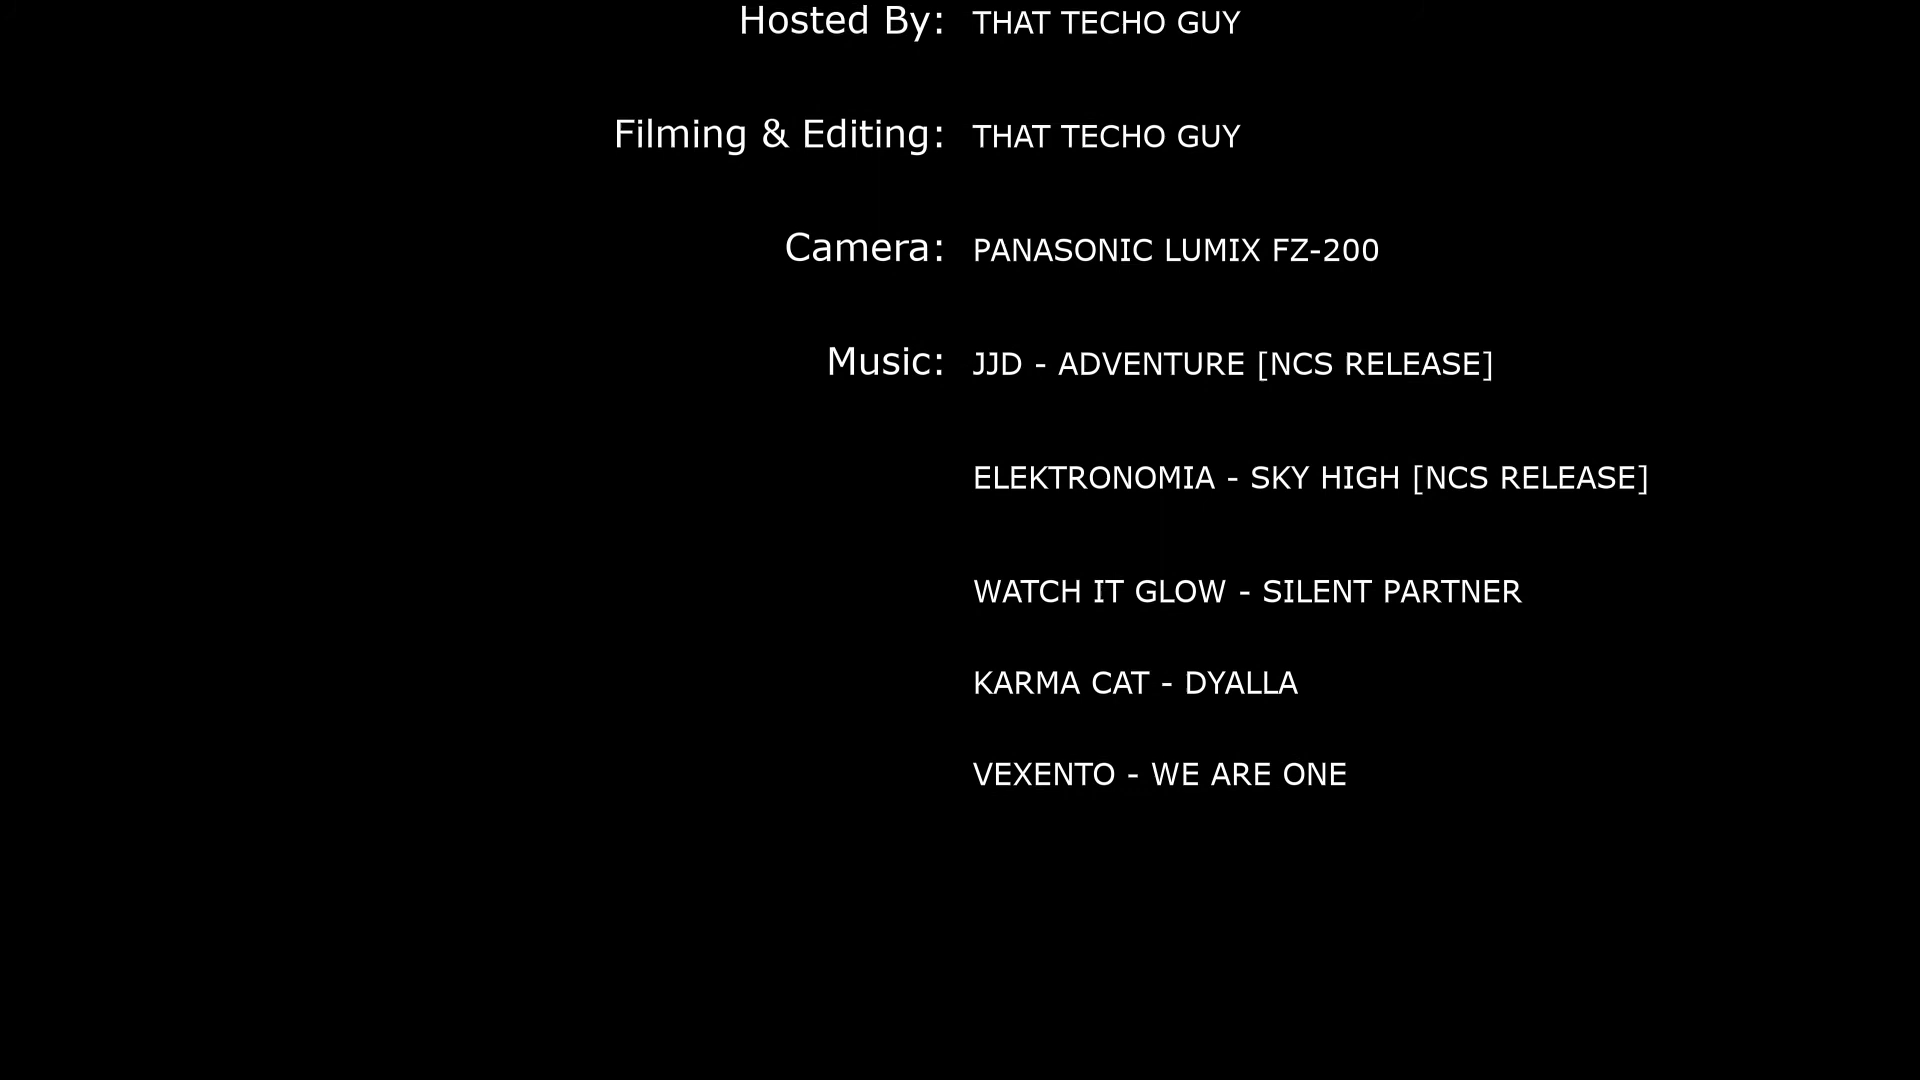 Hosted By: THAT TECHO GUY
Filming & Editing: THAT TECHO GUY
Camera: PANASONIC LUMIX FZ-200
Music: JJD - ADVENTURE [NCS RELEASE]
ELEKTRONOMIA - SKY HIGH [NCS RELEASE]
WATCH IT GLOW - SILENT PARTNER
KARMA CAT - DYALLA
VEXENTO - WE ARE ONE